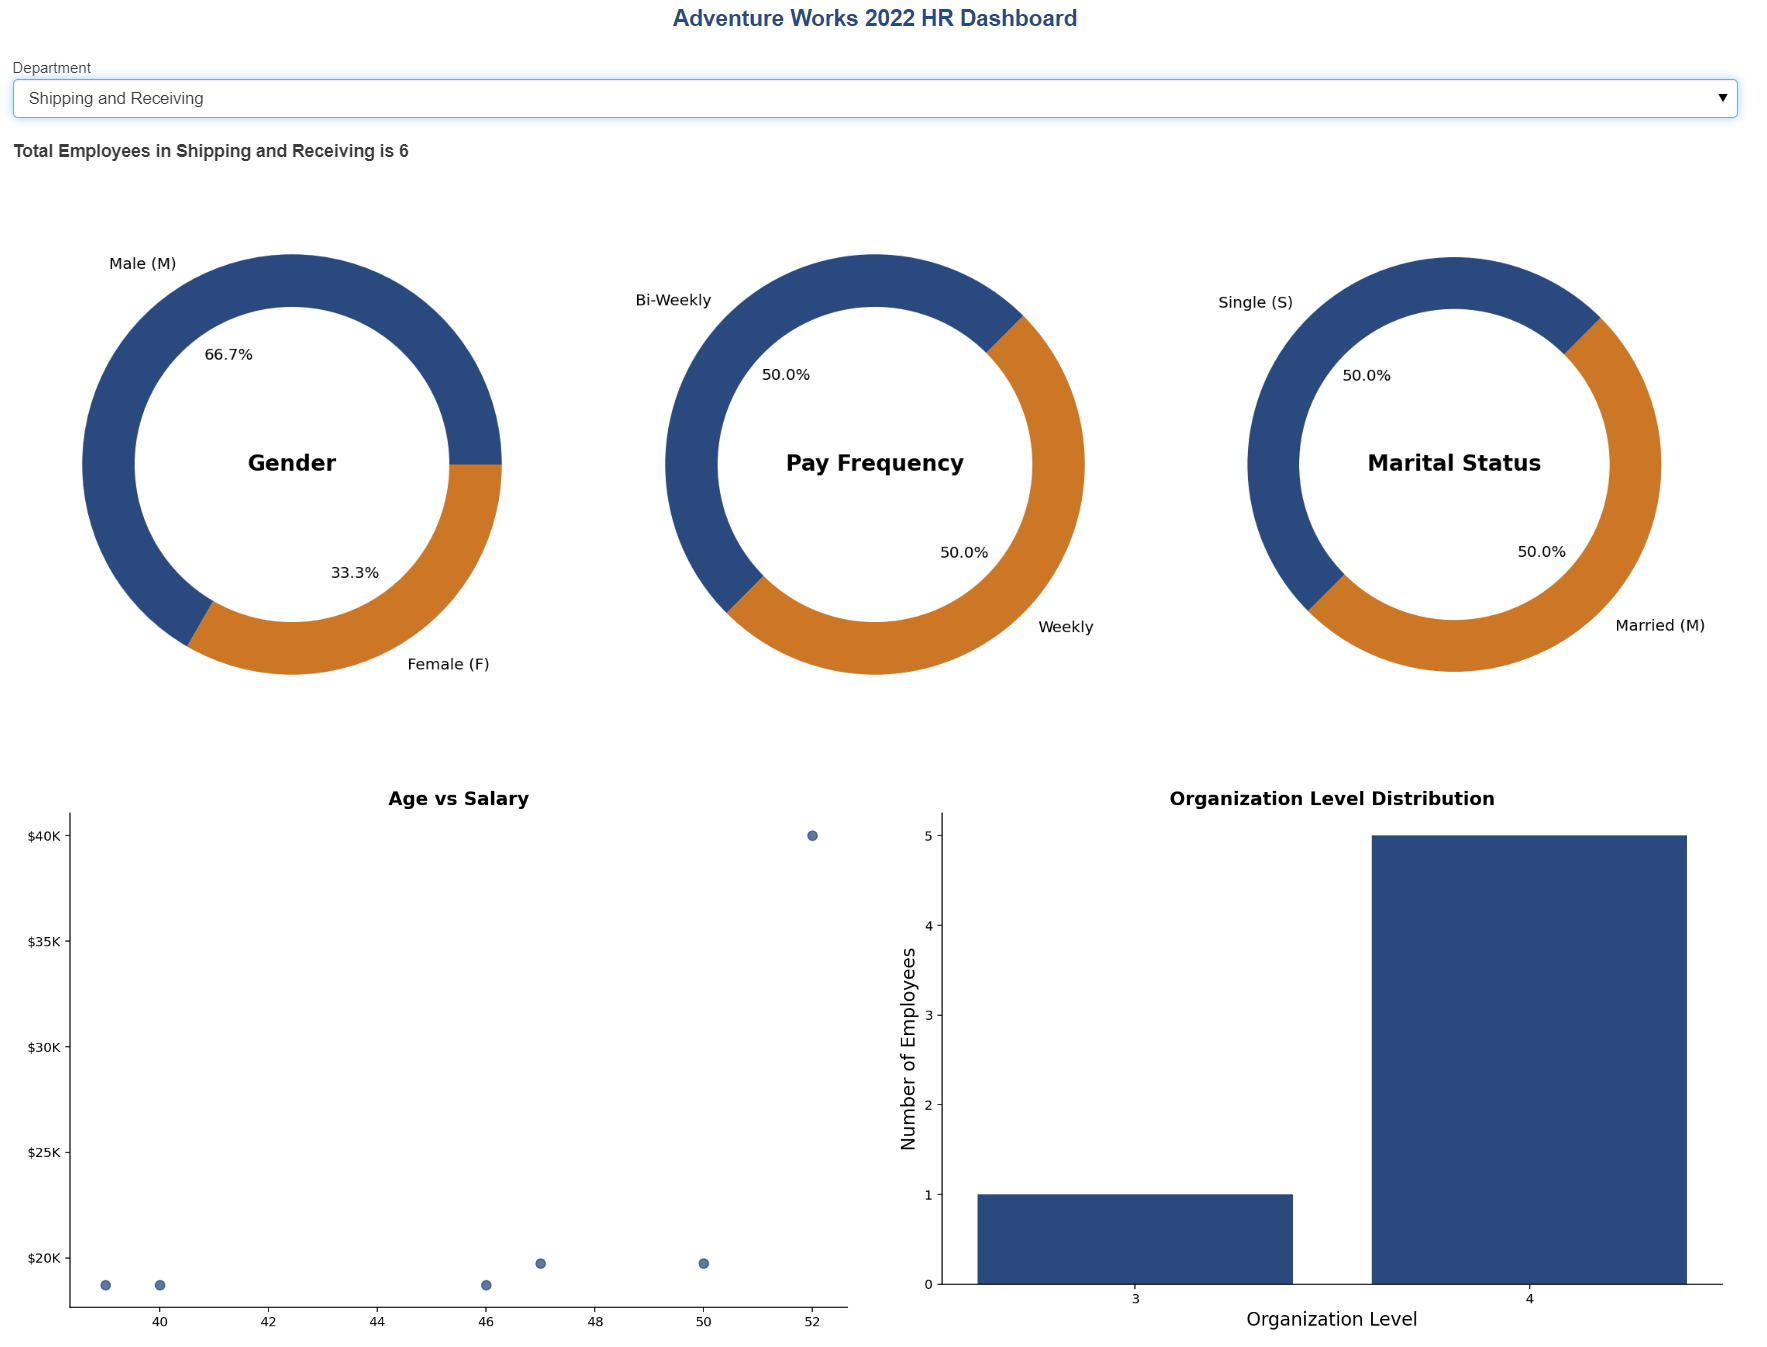 Adventure Works 2022 HR Dashboard
Department
Shipping and Receiving
Total Employees in Shipping and Receiving is 6
Male (M)
66.7%
Gender
33.3%
Female (F)
Bi-Weekly
50.0%
Pay Frequency
50.0%
Weekly
Single (S)
50.0%
Marital Status
50.0%
Married (M)
Age vs Salary
$40K
$35K
$30K
$25K
$20K
40 42 44 46 48 50 52
Organization Level Distribution
Number of Employees
5
4
3
2
1
0
3 4
Organization Level